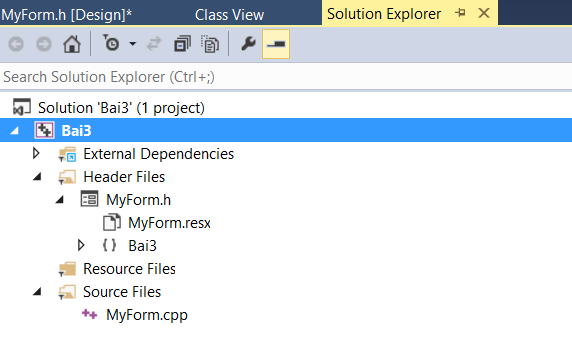 MyForm.h [Design]* Class View Solution Explorer
Search Solution Explorer (Ctrl+;)
Solution 'Bai3' (1 project)
Bai3
External Dependencies
Header Files
MyForm.h
MyForm.resx
{ } Bai3
Resource Files
Source Files
MyForm.cpp